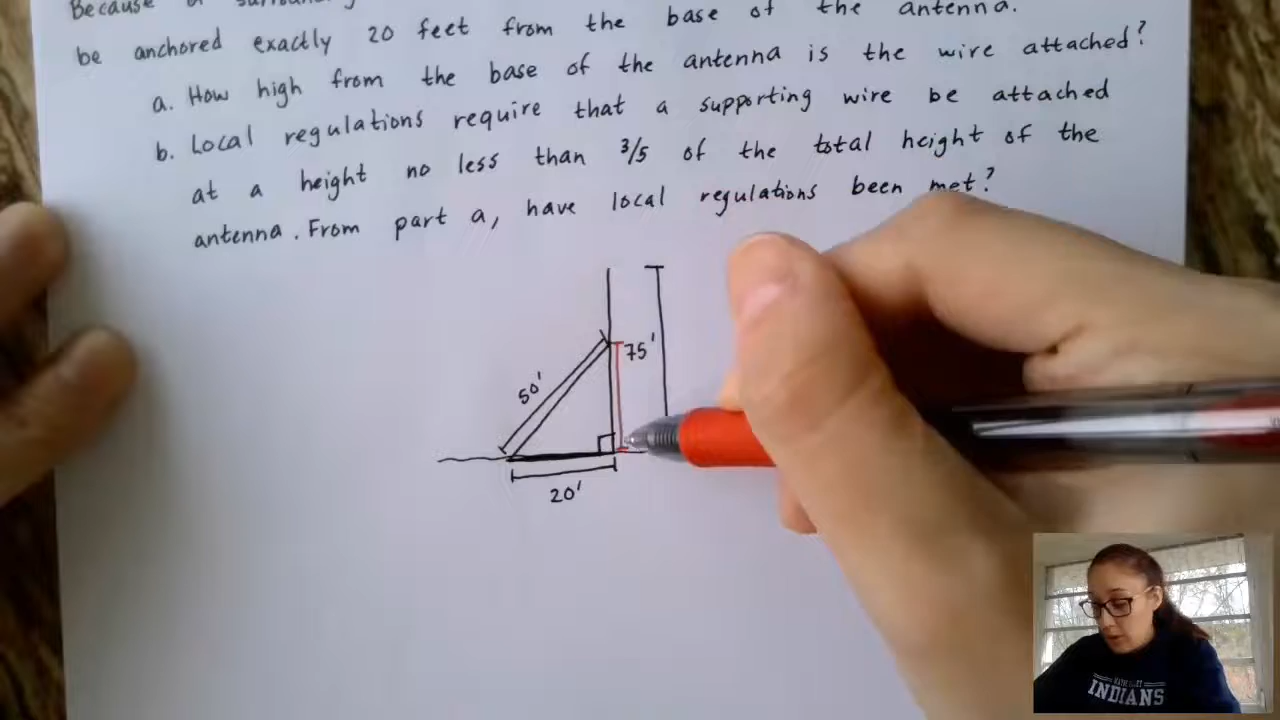 Because
be anchored exactly 20 feet from the base of the antenna.
a. How high from the base of the antenna is the wire attached?
b. Local regulations require that a supporting wire be attached
at a height no less than 3/5 of the total height of the
antenna. From part a, have local regulations been met?
75'
50'
20'
INDIANS